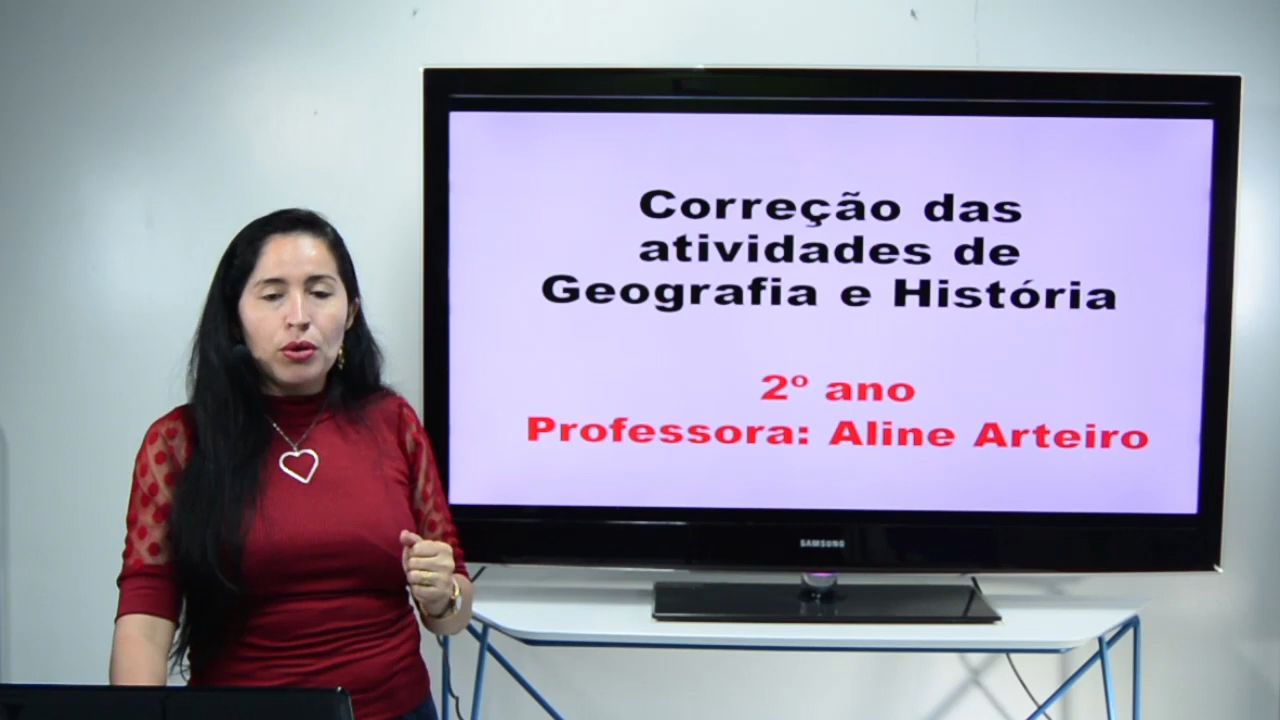 Correção das
atividades de
Geografia e História
2º ano
Professora: Aline Arteiro
SAMSUNG